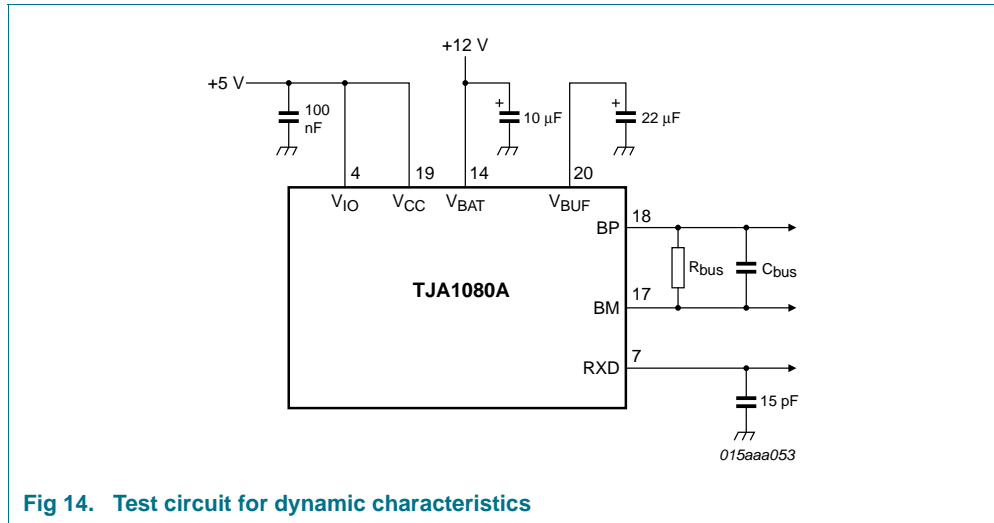 +12 V
+5 V
100
nF
+
10 μF
+
22 μF
4
19
14
20
VIO
VCC
VBAT
VBUF
BP
18
Rbus
Cbus
TJA1080A
BM
17
RXD
7
15 pF
015aaa053
Fig 14. Test circuit for dynamic characteristics